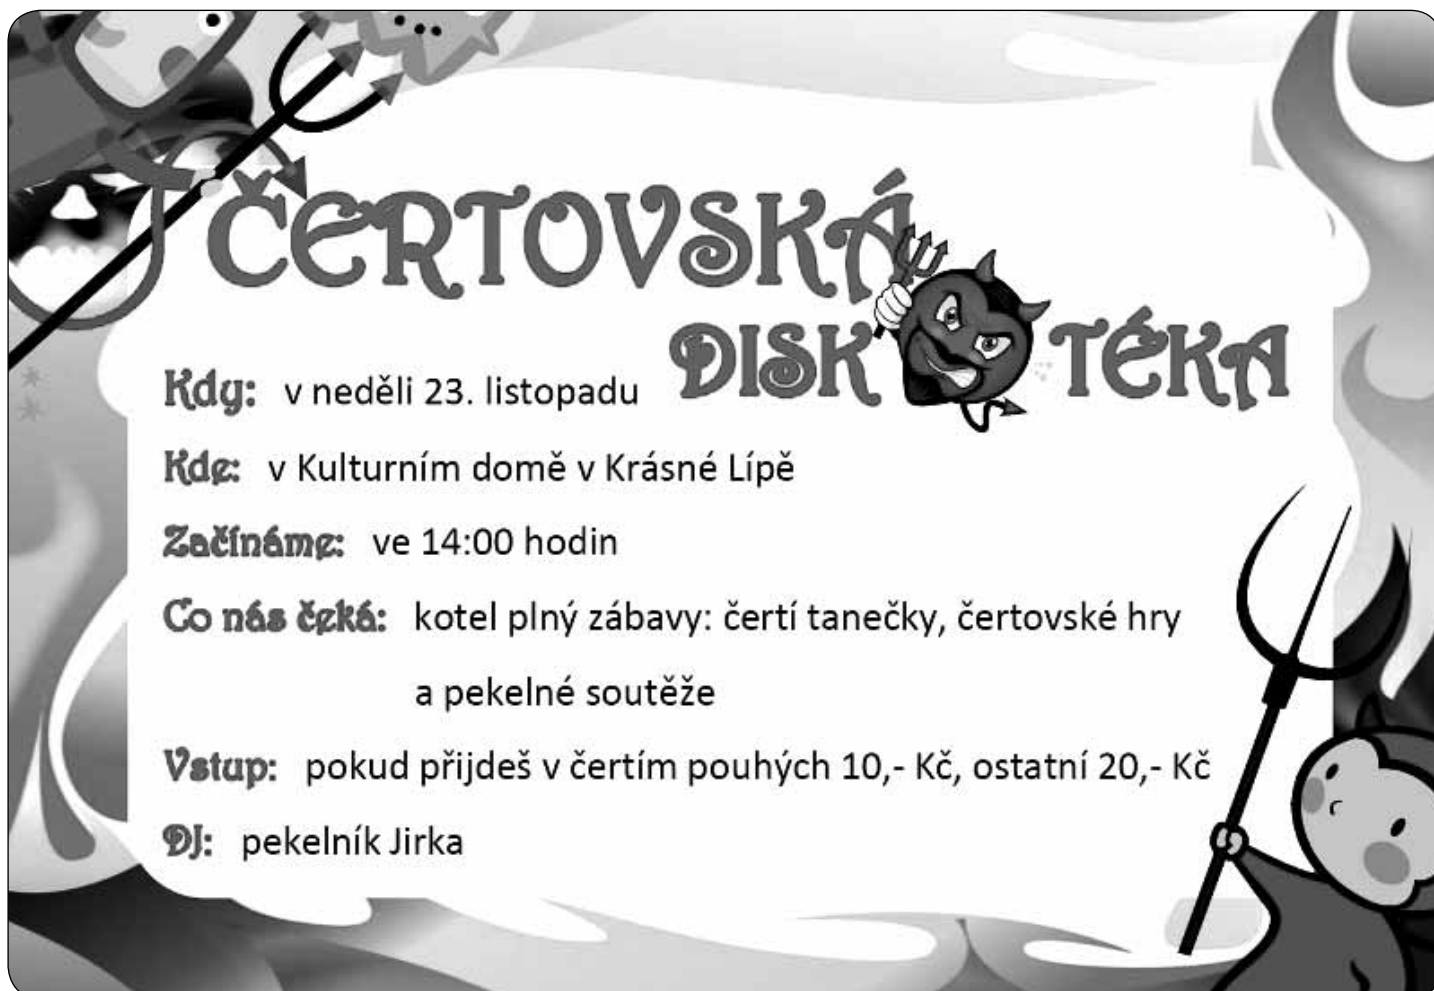 ČERTOVSKÁ
DISK TÉKA
Kdy: v neděli 23. listopadu
Kde: v Kulturním domě v Krásné Lípě
Začínáme: ve 14:00 hodin
Co nás čeká: kotel plný zábavy: čertí tanečky, čertovské hry
a pekelné soutěže
Vstup: pokud přijdeš v čertím pouhých 10,- Kč, ostatní 20,- Kč
DJ: pekelník Jirka